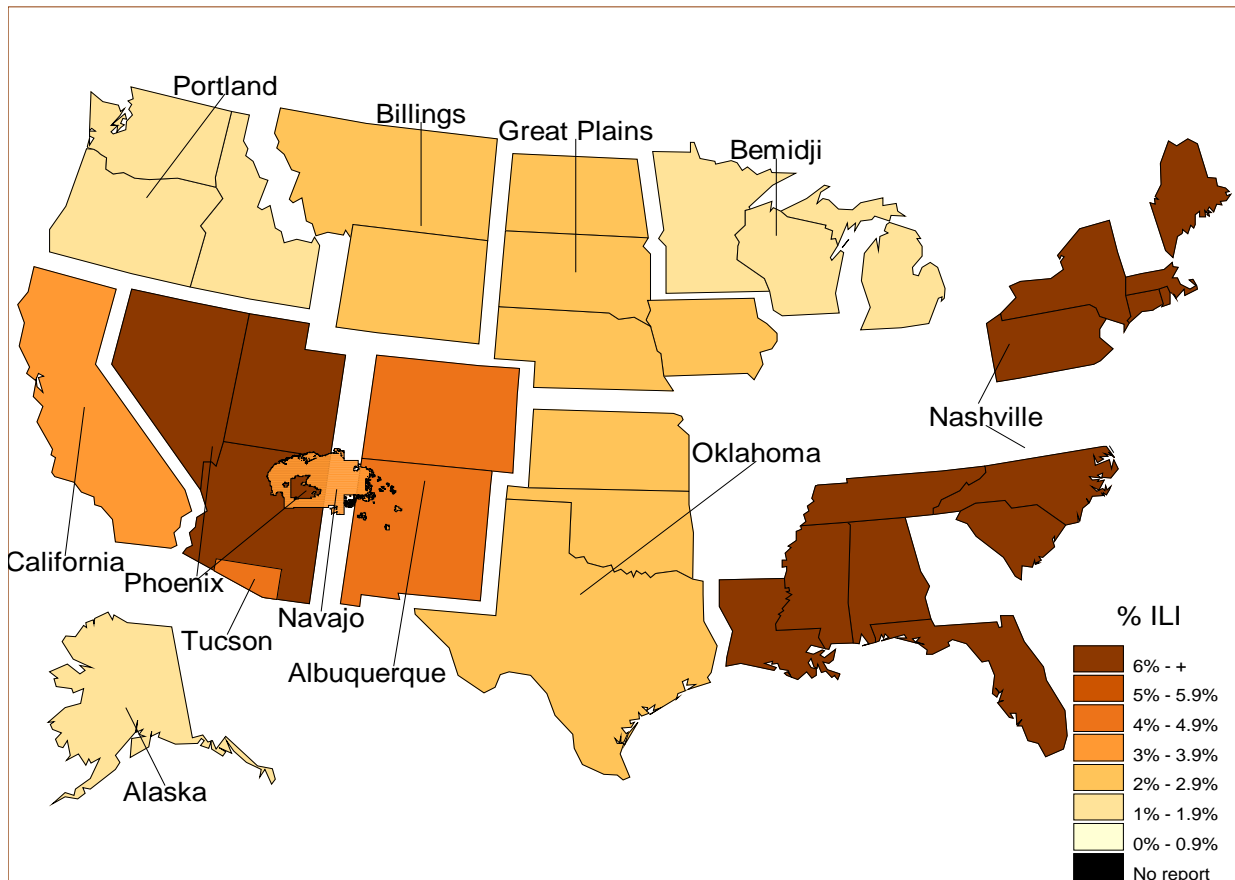 Portland
Billings
Great Plains
Bemidji
Nashville
Oklahoma
California
Phoenix
Navajo
Tucson
Albuquerque
Alaska
% ILI
6% - +
5% - 5.9%
4% - 4.9%
3% - 3.9%
2% - 2.9%
1% - 1.9%
0% - 0.9%
No report